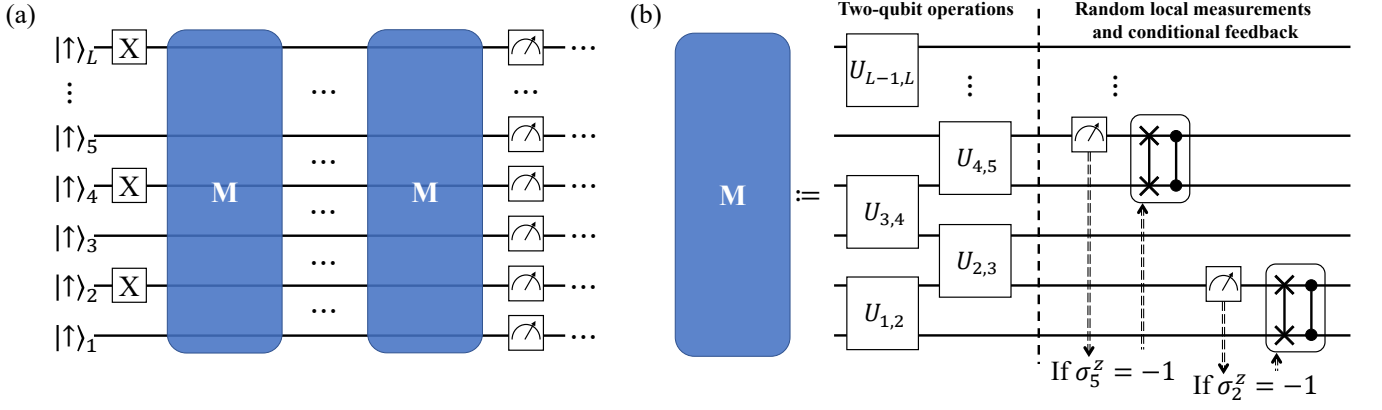 (a)
|↑⟩_L X
⋮ ... ...
|↑⟩_5 ...
|↑⟩_4 X M ... M ...
|↑⟩_3 ...
|↑⟩_2 X ...
|↑⟩_1 ...
(b)
Two-qubit operations
Random local measurements
and conditional feedback
M :=
U_{L−1,L}
⋮ ⋮
U_{4,5}
U_{3,4}
U_{2,3}
U_{1,2}
If σ_5^z = −1
If σ_2^z = −1